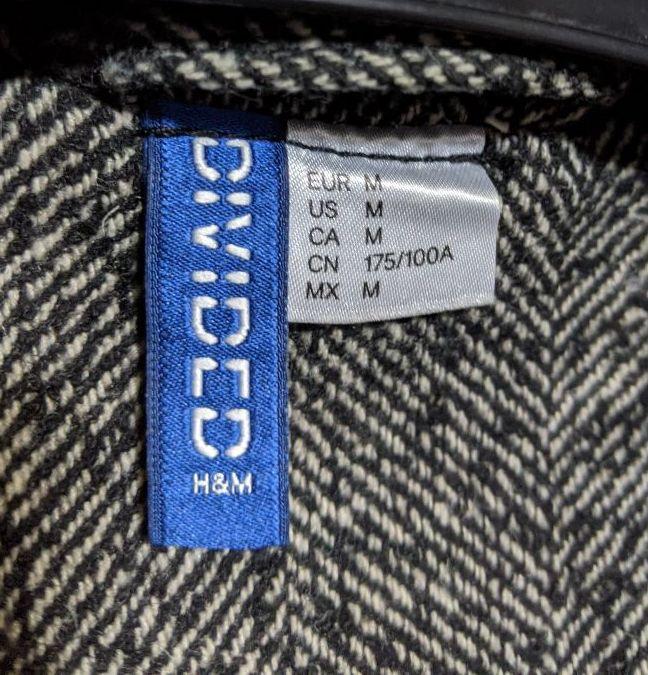 DIVIDED
H&M
EUR M
US M
CA M
CN 175/100A
MX M